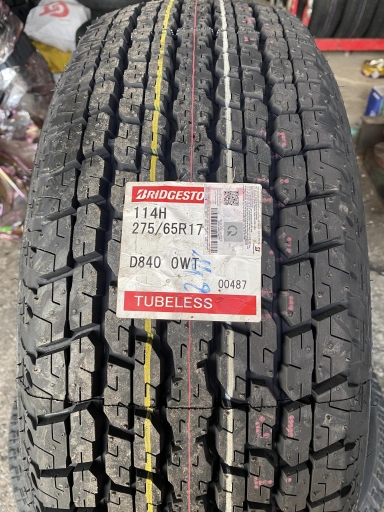 BRIDGESTO
114H
275/65R17
D840 OWT
00487
TUBELESS